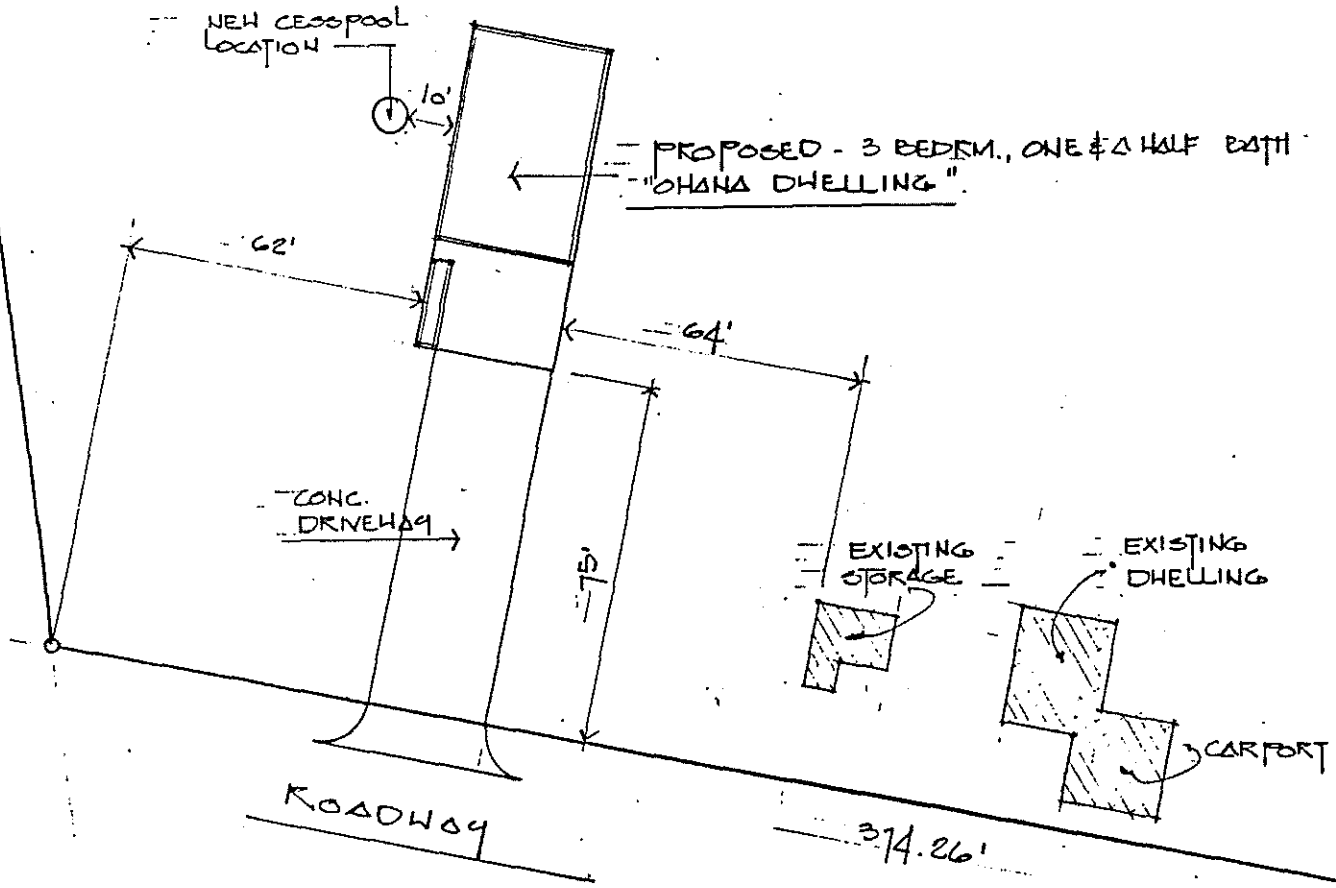 NEW CESSPOOL
LOCATION
10'
PROPOSED - 3 BEDRM., ONE & A HALF BATH
"OHANA DWELLING".
62'
64'
CONC.
DRIVEWAY
75'
EXISTING
STORAGE
EXISTING
DWELLING
CARPORT
ROADWAY
374.26'